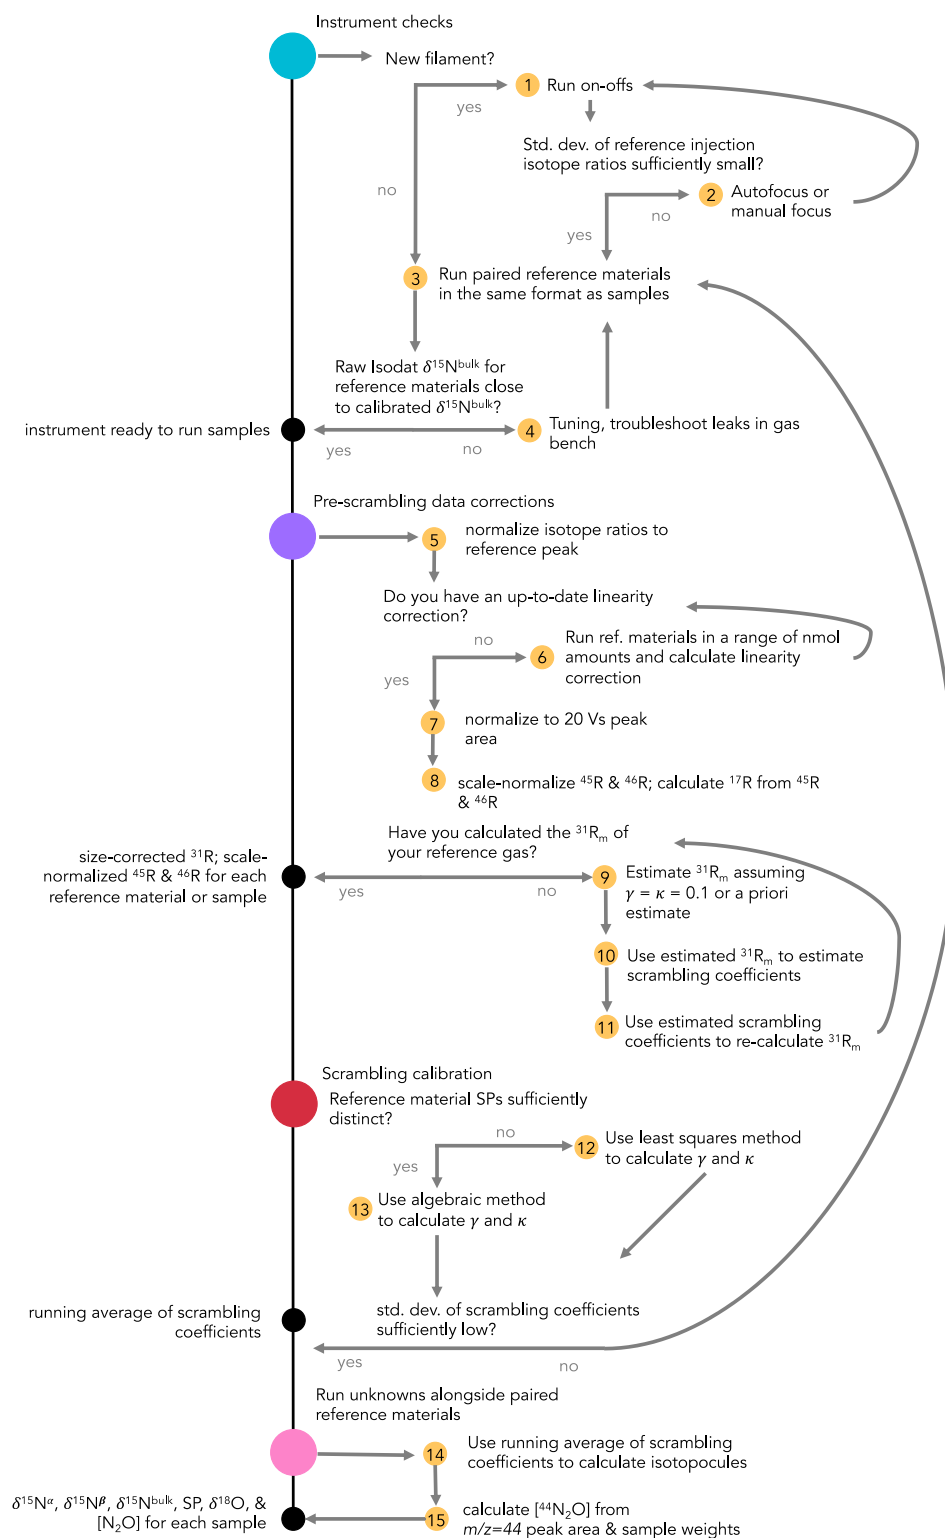 Instrument checks
New filament?
yes
1
Run on-offs
Std. dev. of reference injection
isotope ratios sufficiently small?
no
2
Autofocus or
manual focus
no
yes
3
Run paired reference materials
in the same format as samples
Raw Isodat δ¹⁵Nᵇᵘˡᵏ for
reference materials close
to calibrated δ¹⁵Nᵇᵘˡᵏ?
instrument ready to run samples
yes
no
4
Tuning, troubleshoot leaks in gas
bench
Pre-scrambling data corrections
5
normalize isotope ratios to
reference peak
Do you have an up-to-date linearity
correction?
no
6
Run ref. materials in a range of nmol
amounts and calculate linearity
correction
yes
7
normalize to 20 Vs peak
area
8
scale-normalize ⁴⁵R & ⁴⁶R; calculate ¹⁷R from ⁴⁵R
& ⁴⁶R
Have you calculated the ³¹Rₘ of
your reference gas?
size-corrected ³¹R; scale-
normalized ⁴⁵R & ⁴⁶R for each
reference material or sample
yes
no
9
Estimate ³¹Rₘ assuming
γ = κ = 0.1 or a priori
estimate
10
Use estimated ³¹Rₘ to estimate
scrambling coefficients
11
Use estimated scrambling
coefficients to re-calculate ³¹Rₘ
Scrambling calibration
Reference material SPs sufficiently
distinct?
no
12
Use least squares method
to calculate γ and κ
yes
13
Use algebraic method
to calculate γ and κ
running average of scrambling
coefficients
std. dev. of scrambling coefficients
sufficiently low?
yes
no
Run unknowns alongside paired
reference materials
14
Use running average of scrambling
coefficients to calculate isotopocules
δ¹⁵Nᵅ, δ¹⁵Nᵝ, δ¹⁵Nᵇᵘˡᵏ, SP, δ¹⁸O, &
[N₂O] for each sample
15
calculate [⁴⁴N₂O] from
m/z=44 peak area & sample weights